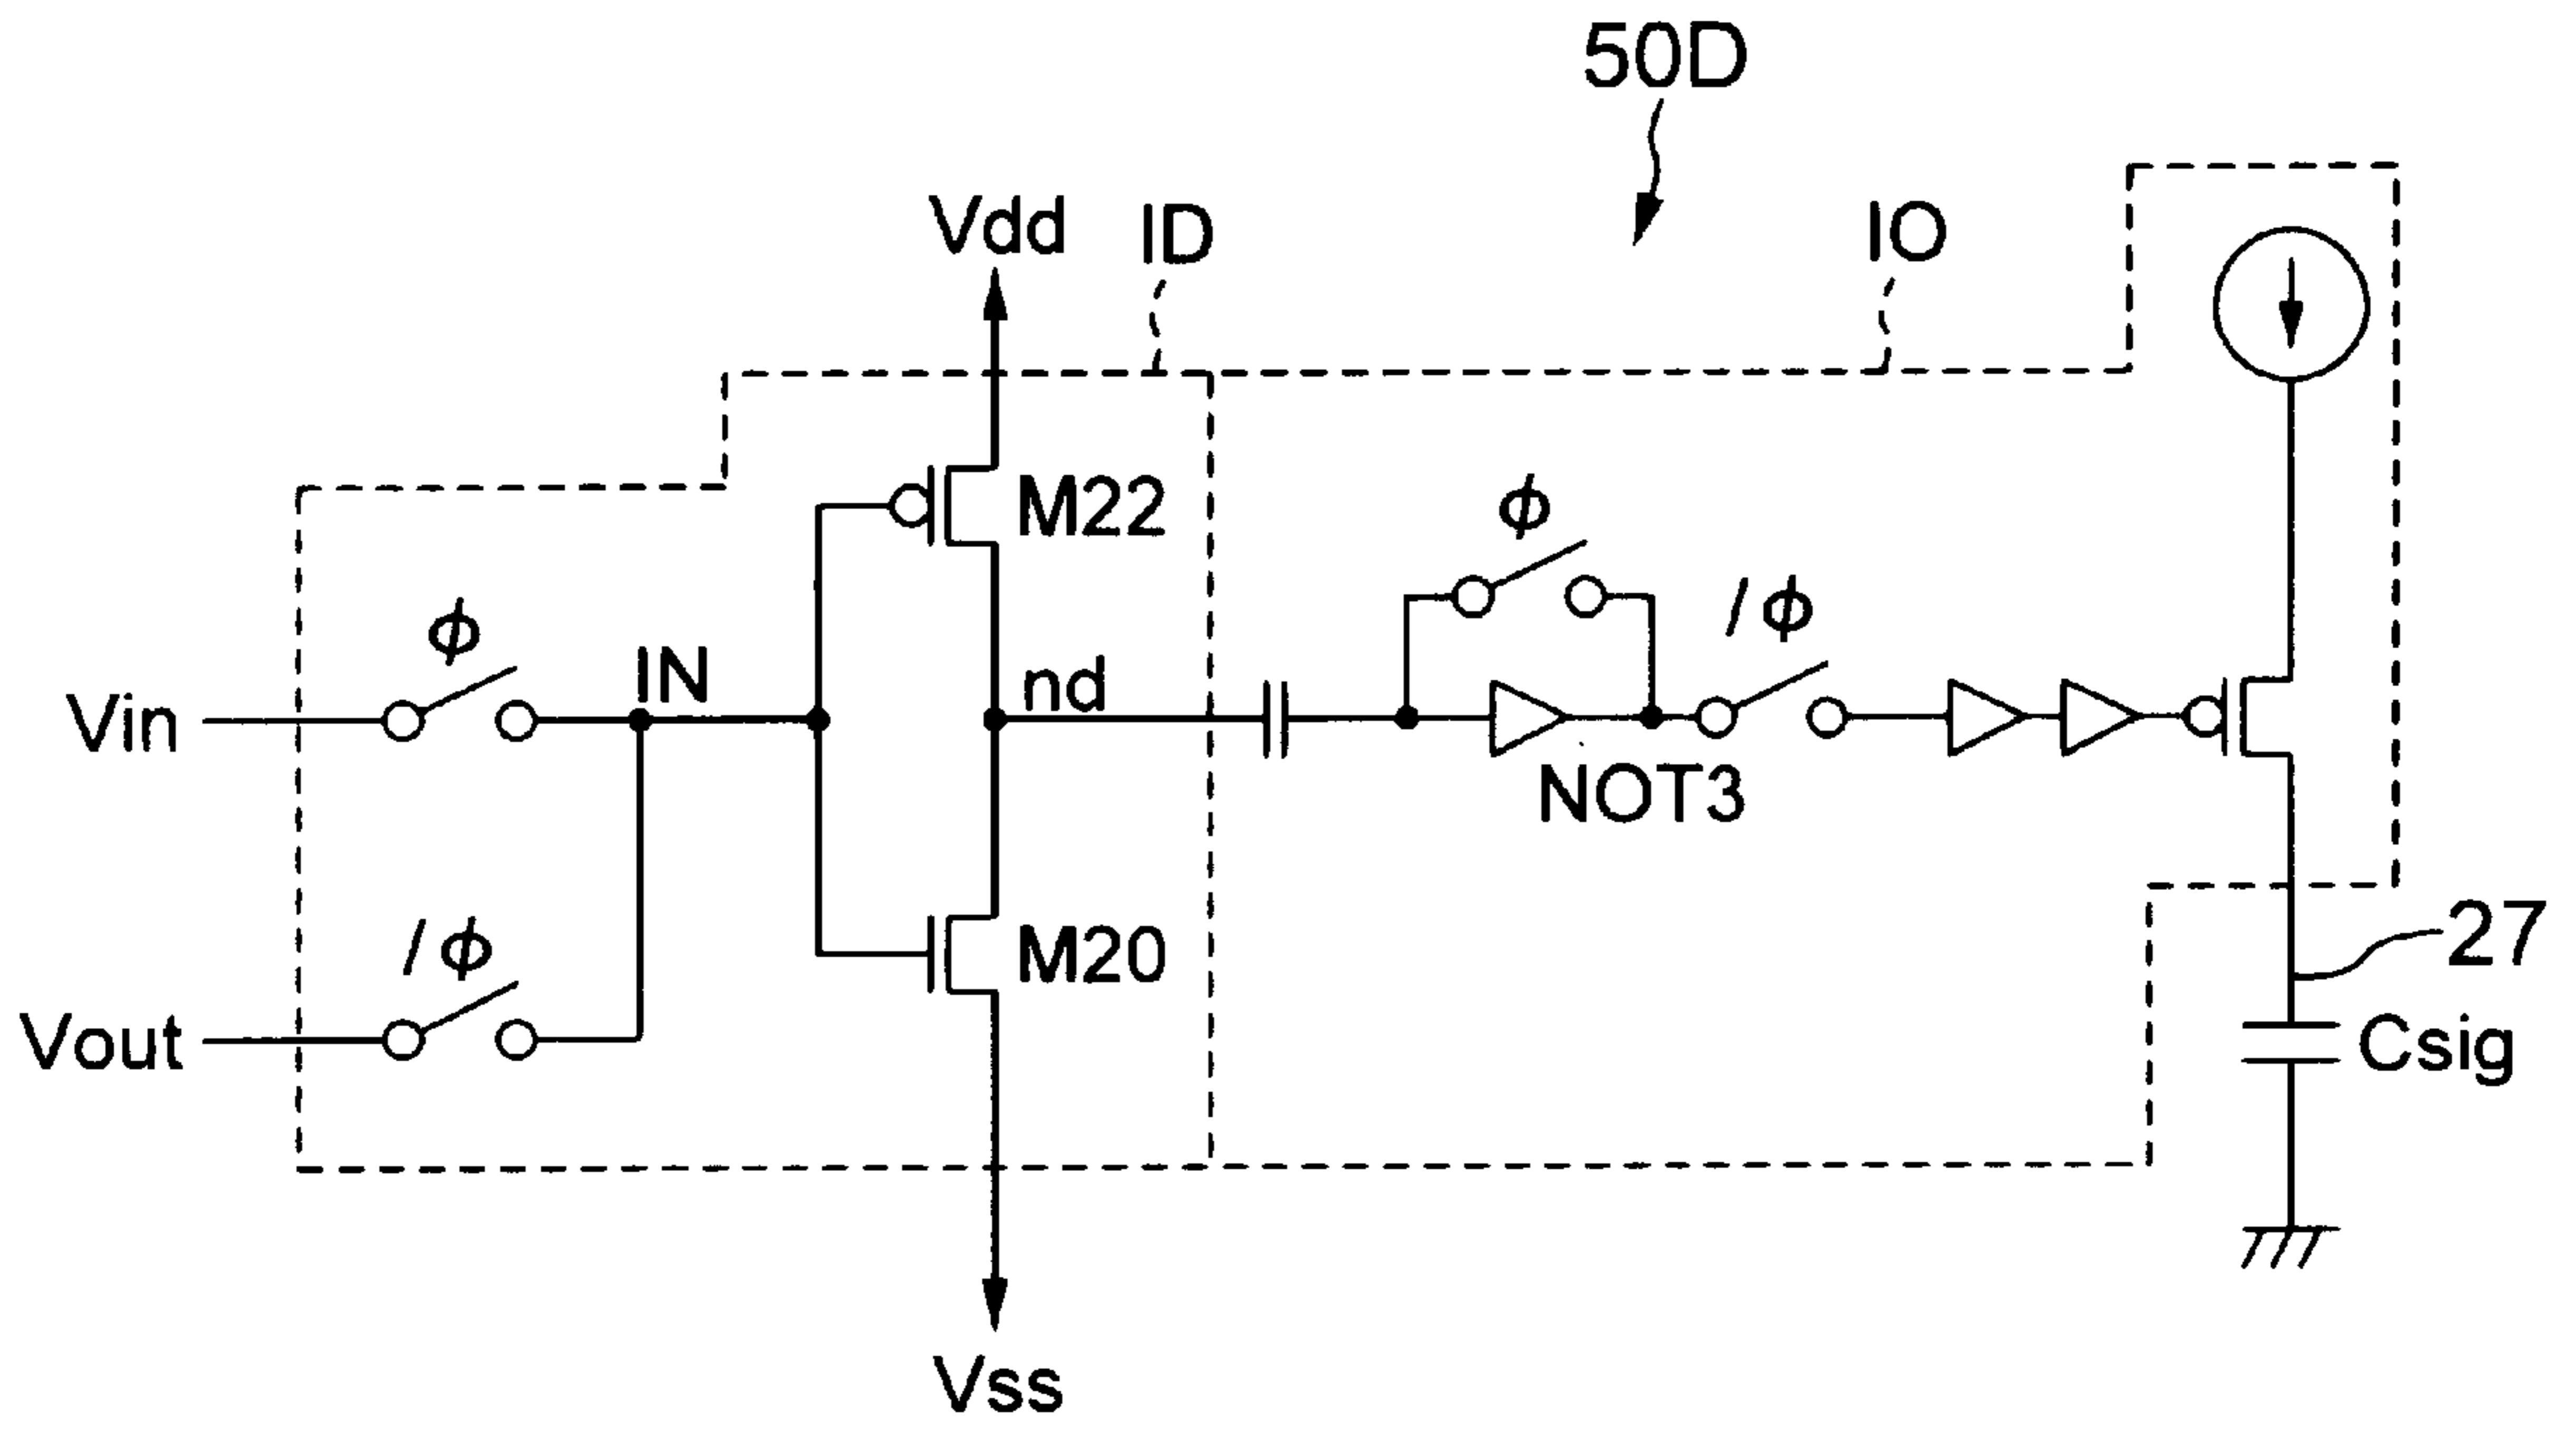 50D
Vdd
ID
IO
M22
ϕ
ϕ
/ϕ
IN
nd
Vin
NOT3
/ϕ
M20
27
Vout
Csig
Vss